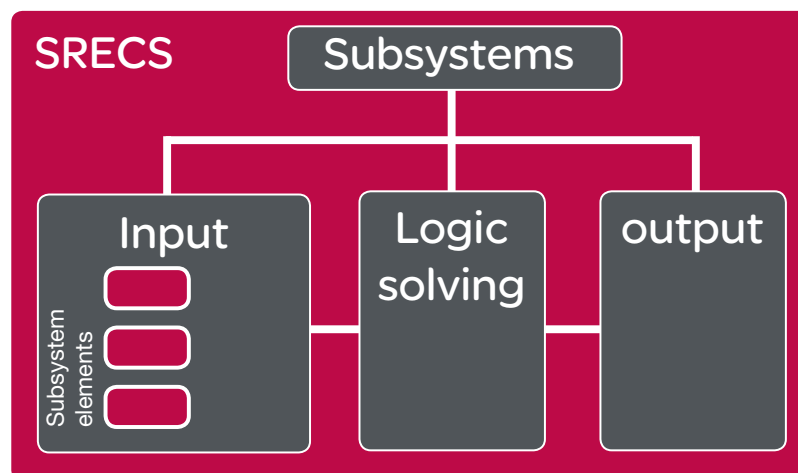 SRECS
Subsystems
Input
Subsystem
elements
Logic
solving
output